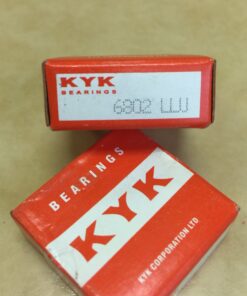 KYK
BEARINGS
6802 LLU
BEARINGS
KYK
KYK CORPORATION LTD